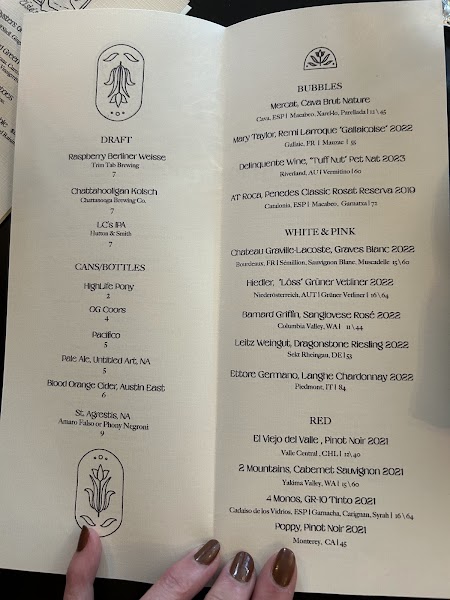 DRAFT
Raspberry Berliner Weisse
Trim Tab Brewing
7
Chattahooligan Kolsch
Chattanooga Brewing Co.
7
LC's IPA
Hutton & Smith
7
CANS/BOTTLES
HighLife Pony
2
OG Coors
4
Pacifico
5
Pale Ale, Untitled Art, NA
5
Blood Orange Cider, Austin East
6
St. Agrestis, NA
Amaro Falso or Phony Negroni
9
BUBBLES
Mercat, Cava Brut Nature
Cava, ESP | Macabeo, Xarel-lo, Parellada | 11\45
Mary Taylor, Remi Larroque "Gallaicoise" 2022
Gaillac, FR | Mauzac | 55
Delinquente Wine, "Tuff Nut" Pet Nat 2023
Riverland, AU | Vermitino | 60
AT Roca, Penedes Classic Rosat Reserva 2019
Catalonia, ESP | Macabeo, Garnatxa | 72
WHITE & PINK
Chateau Graville-Lacoste, Graves Blanc 2022
Bourdeaux, FR | Sémillion, Sauvignon Blanc, Muscadelle 15\60
Hiedler, "Löss" Grüner Vetliner 2022
Niederösterreich, AUT | Grüner Verliner | 16\64
Barnard Griffin, Sangiovese Rosé 2022
Columbia Valley, WA | 11\44
Leitz Weingut, Dragonstone Riesling 2022
Sekt Rheingau, DE | 53
Ettore Germano, Langhe Chardonnay 2022
Piedmont, IT | 84
RED
El Viejo del Valle , Pinot Noir 2021
Valle Central , CHL | 12\40
2 Mountains, Cabernet Sauvignon 2021
Yakima Valley, WA | 15\60
4 Monos, GR-10 Tinto 2021
Cadalso de los Vidrios, ESP | Garnacha, Carignan, Syrah | 16\64
Poppy, Pinot Noir 2021
Monterey, CA | 45